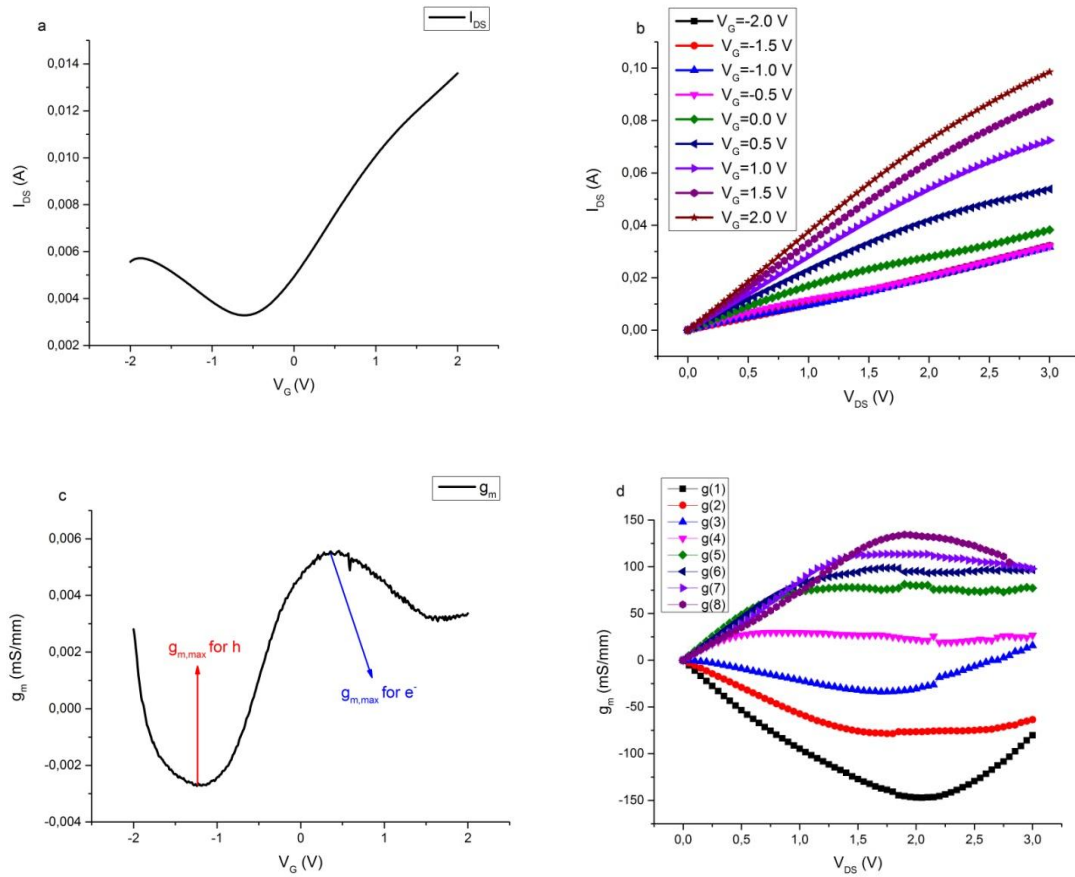 a
I_DS
0,014
0,012
0,010
0,008
0,006
0,004
0,002
I_DS (A)
-2
-1
0
1
2
V_G (V)
b
V_G=-2.0 V
V_G=-1.5 V
V_G=-1.0 V
V_G=-0.5 V
V_G=0.0 V
V_G=0.5 V
V_G=1.0 V
V_G=1.5 V
V_G=2.0 V
0,10
0,08
0,06
0,04
0,02
0,00
I_DS (A)
0,0
0,5
1,0
1,5
2,0
2,5
3,0
V_DS (V)
c
g_m
0,006
0,004
0,002
0,000
-0,002
-0,004
g_m (mS/mm)
g_m,max for h
g_m,max for e^-
-2
-1
0
1
2
V_G (V)
d
g(1)
g(2)
g(3)
g(4)
g(5)
g(6)
g(7)
g(8)
150
100
50
0
-50
-100
-150
g_m (mS/mm)
0,0
0,5
1,0
1,5
2,0
2,5
3,0
V_DS (V)